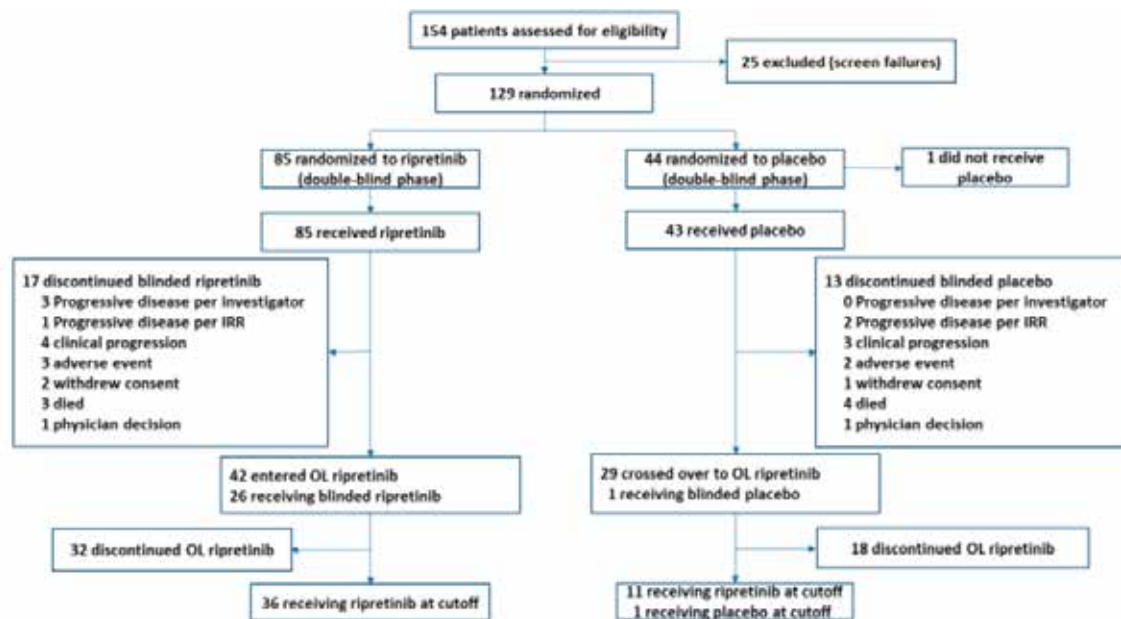 154 patients assessed for eligibility
25 excluded (screen failures)
129 randomized
85 randomized to ripretinib
(double-blind phase)
44 randomized to placebo
(double-blind phase)
1 did not receive
placebo
85 received ripretinib
43 received placebo
17 discontinued blinded ripretinib
3 Progressive disease per Investigator
1 Progressive disease per IRR
4 clinical progression
3 adverse event
2 withdrew consent
3 died
1 physician decision
13 discontinued blinded placebo
0 Progressive disease per Investigator
2 Progressive disease per IRR
3 clinical progression
2 adverse event
1 withdrew consent
4 died
1 physician decision
42 entered OL ripretinib
26 receiving blinded ripretinib
29 crossed over to OL ripretinib
1 receiving blinded placebo
32 discontinued OL ripretinib
18 discontinued OL ripretinib
36 receiving ripretinib at cutoff
11 receiving ripretinib at cutoff
1 receiving placebo at cutoff